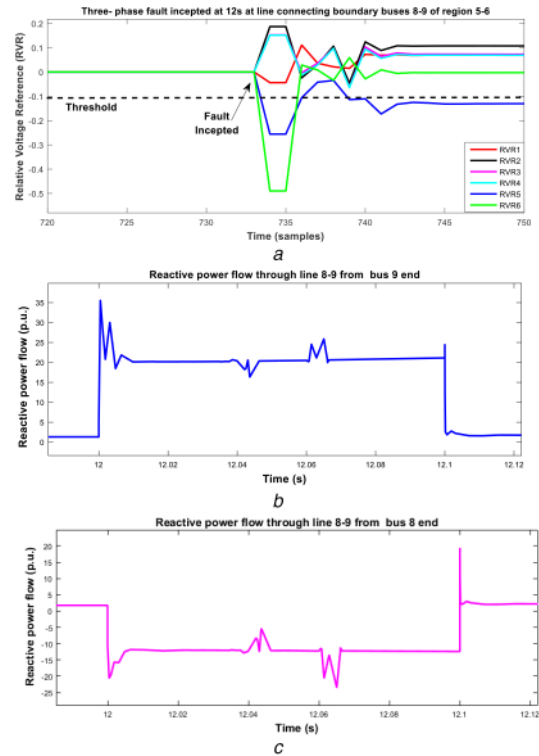 Three- phase fault incepted at 12s at line connecting boundary buses 8-9 of region 5-6
Relative Voltage Reference (RVR)
0.2
0.1
0
-0.1
-0.2
-0.3
-0.4
-0.5
Threshold
Fault
Incepted
RVR1
RVR2
RVR3
RVR4
RVR5
RVR6
720
725
730
735
740
745
750
Time (samples)
a
Reactive power flow through line 8-9 from bus 9 end
Reactive power flow (p.u.)
35
30
25
20
15
10
5
0
12
12.02
12.04
12.06
12.08
12.1
12.12
Time (s)
b
Reactive power flow through line 8-9 from bus 8 end
Reactive power flow (p.u.)
20
15
10
5
0
-5
-10
-15
-20
-25
12
12.02
12.04
12.06
12.08
12.1
12.12
Time (s)
c